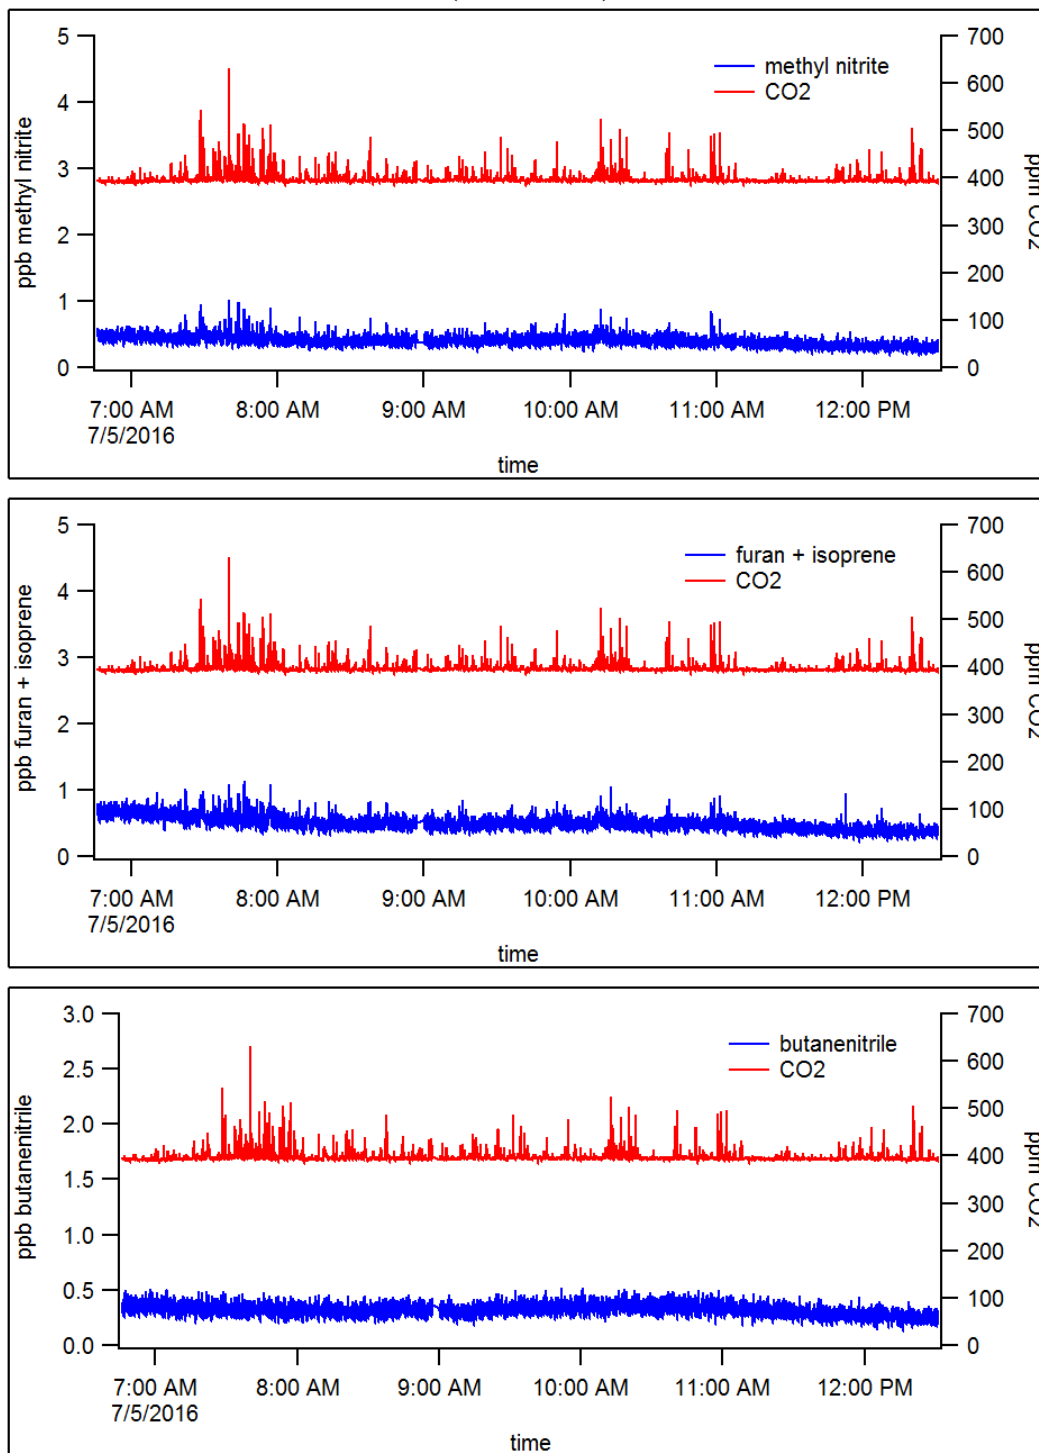 5
4
3
2
1
0
ppb methyl nitrite
methyl nitrite
CO2
700
600
500
400
300
200
100
0
ppm CO2
7:00 AM
8:00 AM
9:00 AM
10:00 AM
11:00 AM
12:00 PM
7/5/2016
time
5
4
3
2
1
0
ppb furan + isoprene
furan + isoprene
CO2
700
600
500
400
300
200
100
0
ppm CO2
7:00 AM
8:00 AM
9:00 AM
10:00 AM
11:00 AM
12:00 PM
7/5/2016
time
3.0
2.5
2.0
1.5
1.0
0.5
0.0
ppb butanenitrile
butanenitrile
CO2
700
600
500
400
300
200
100
0
ppm CO2
7:00 AM
8:00 AM
9:00 AM
10:00 AM
11:00 AM
12:00 PM
7/5/2016
time